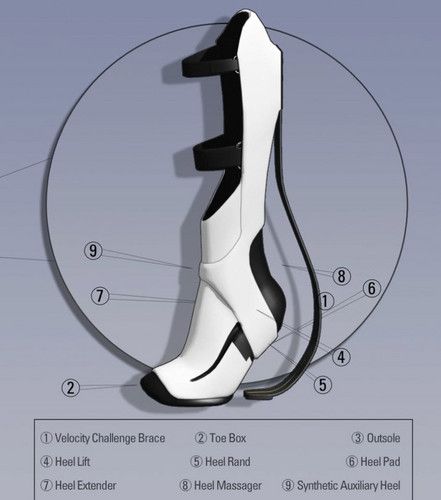 ⑨
⑧
⑥
⑦
①
④
②
⑤
① Velocity Challenge Brace ② Toe Box ③ Outsole
④ Heel Lift ⑤ Heel Rand ⑥ Heel Pad
⑦ Heel Extender ⑧ Heel Massager ⑨ Synthetic Auxiliary Heel